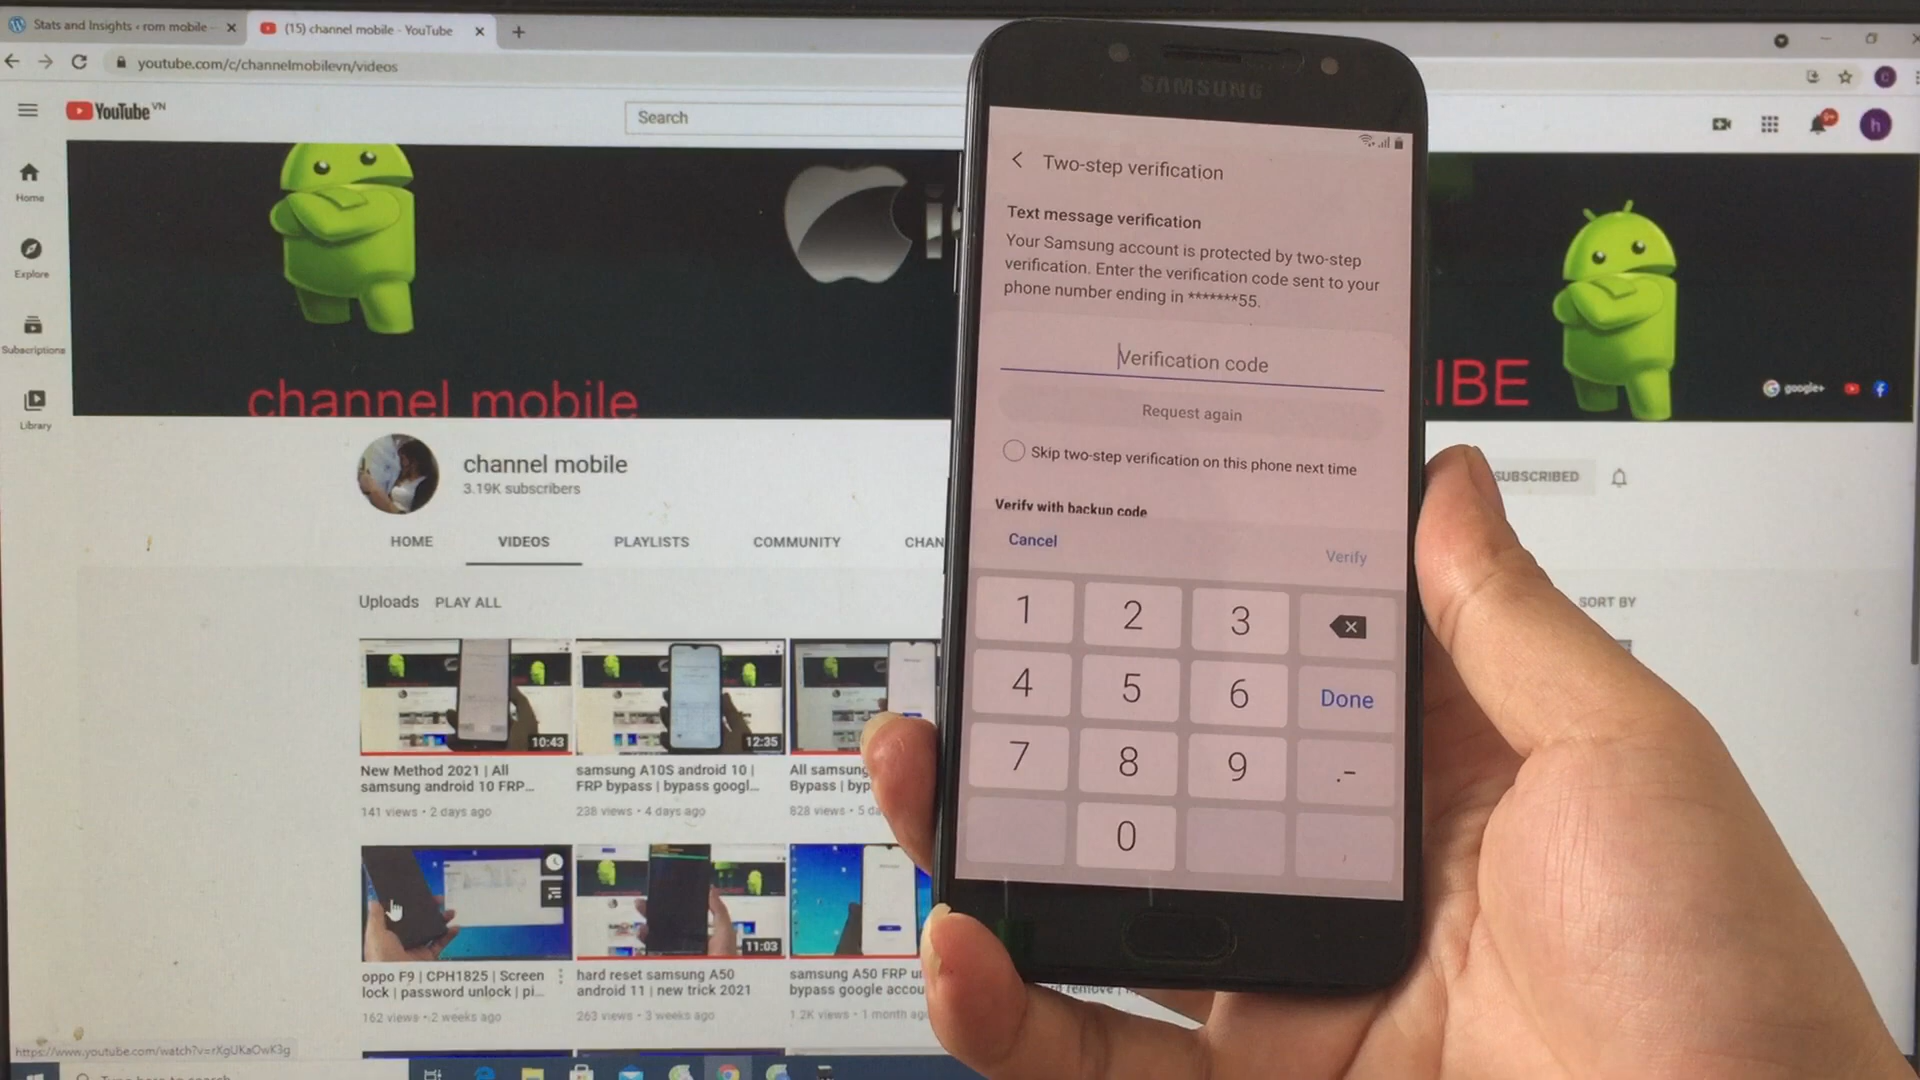 Stats and Insights ‹ rom mobile -
(15) channel mobile - YouTube
youtube.com/c/channelmobilevn/videos
YouTube VN
Search
9+
h
Home
Explore
Subscriptions
Library
channel mobile
IBE
google+
channel mobile
3.19K subscribers
SUBSCRIBED
HOME
VIDEOS
PLAYLISTS
COMMUNITY
CHAN
Uploads
PLAY ALL
SORT BY
10:43
12:35
New Method 2021 | All
samsung android 10 FRP...
141 views • 2 days ago
samsung A10S android 10 |
FRP bypass | bypass googl...
238 views • 4 days ago
All samsung
Bypass | byp
828 views • 5 da
11:03
oppo F9 | CPH1825 | Screen
lock | password unlock | pi...
162 views • 2 weeks ago
hard reset samsung A50
android 11 | new trick 2021
263 views • 3 weeks ago
samsung A50 FRP u
bypass google accou
1.2K views • 1 month ag
https://www.youtube.com/watch?v=rXgUKaOwK3g
Type here to search
SAMSUNG
Two-step verification
Text message verification
Your Samsung account is protected by two-step
verification. Enter the verification code sent to your
phone number ending in *******55.
Verification code
Request again
Skip two-step verification on this phone next time
Verify with backup code
Cancel
Verify
1 2 3
4 5 6 Done
7 8 9 .-
0